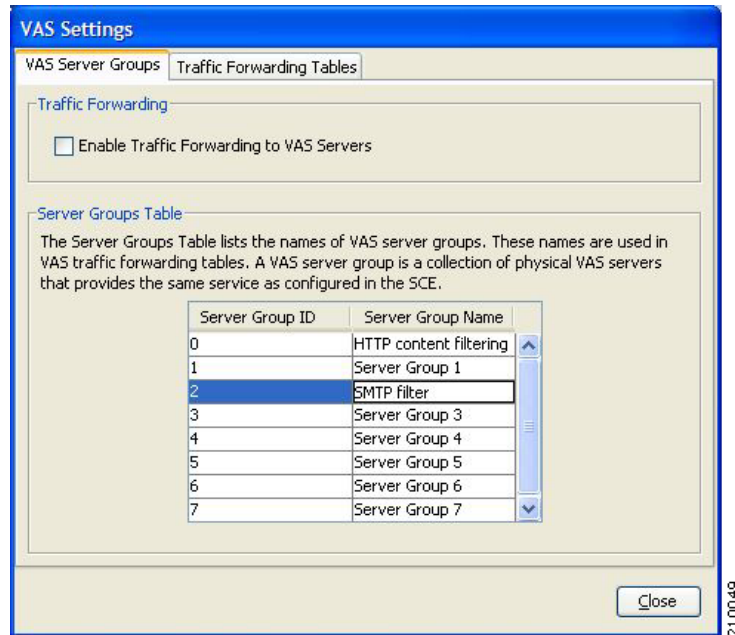 VAS Settings
VAS Server Groups Traffic Forwarding Tables
Traffic Forwarding
Enable Traffic Forwarding to VAS Servers
Server Groups Table
The Server Groups Table lists the names of VAS server groups. These names are used in
VAS traffic forwarding tables. A VAS server group is a collection of physical VAS servers
that provides the same service as configured in the SCE.
Server Group ID Server Group Name
0 HTTP content filtering
1 Server Group 1
2 SMTP filter
3 Server Group 3
4 Server Group 4
5 Server Group 5
6 Server Group 6
7 Server Group 7
Close
210049